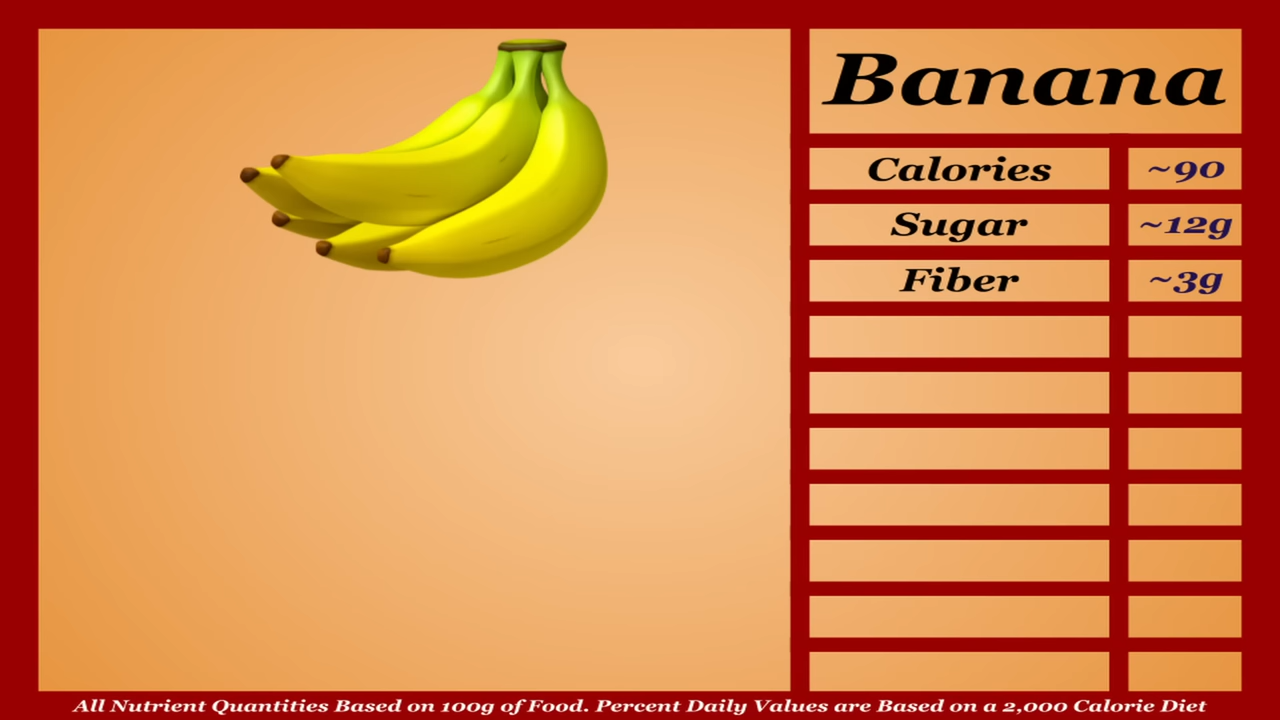 Banana
Calories ~90
Sugar ~12g
Fiber ~3g
All Nutrient Quantities Based on 100g of Food. Percent Daily Values are Based on a 2,000 Calorie Diet